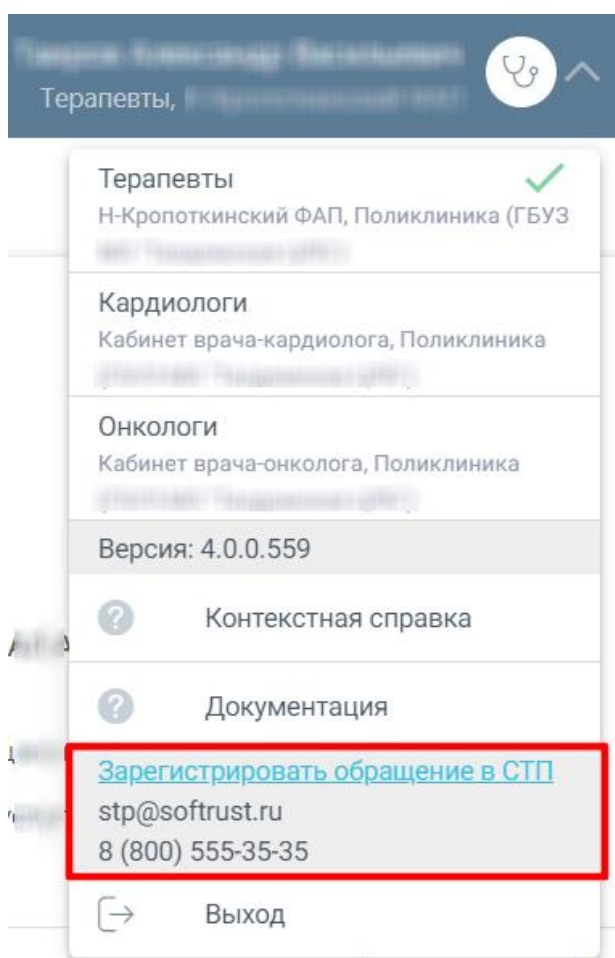 Терапевты,
Терапевты
Н-Кропоткинский ФАП, Поликлиника (ГБУЗ
Кардиологи
Кабинет врача-кардиолога, Поликлиника
Онкологи
Кабинет врача-онколога, Поликлиника
Версия: 4.0.0.559
Контекстная справка
Документация
Зарегистрировать обращение в СТП
stp@softrust.ru
8 (800) 555-35-35
Выход